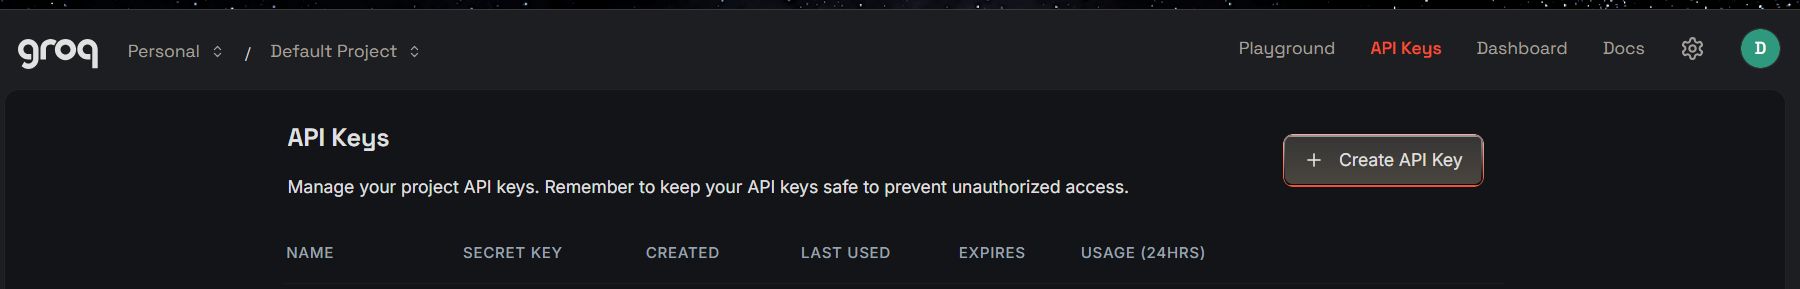 groq Personal / Default Project Playground API Keys Dashboard Docs D
API Keys
+ Create API Key
Manage your project API keys. Remember to keep your API keys safe to prevent unauthorized access.
NAME SECRET KEY CREATED LAST USED EXPIRES USAGE (24HRS)